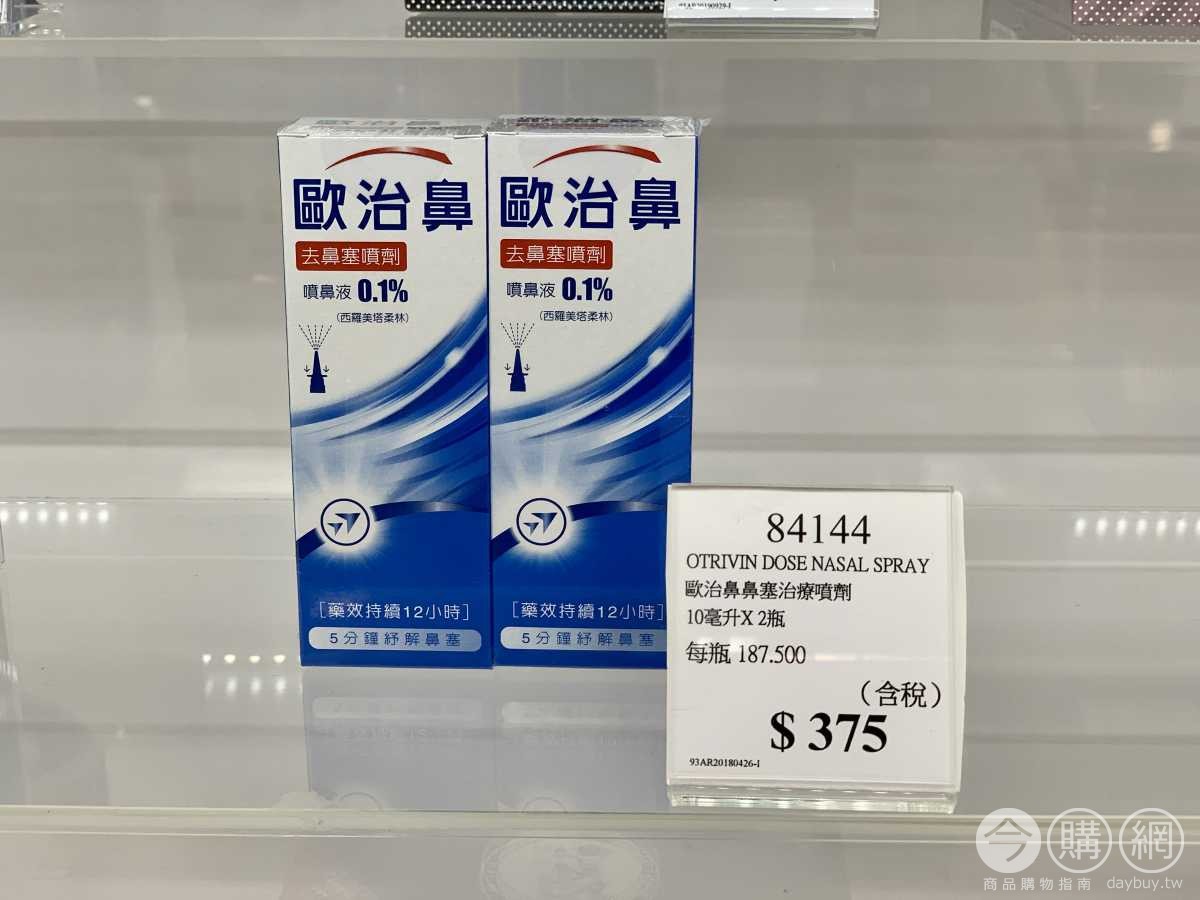 93AR20190929-I
歐治鼻
去鼻塞噴劑
噴鼻液 0.1%
(西羅美塔柔林)
[藥效持續12小時]
5分鐘紓解鼻塞
歐治鼻
去鼻塞噴劑
噴鼻液 0.1%
(西羅美塔柔林)
[藥效持續12小時]
5分鐘紓解鼻塞
84144
OTRIVIN DOSE NASAL SPRAY
歐治鼻鼻塞治療噴劑
10毫升X 2瓶
每瓶 187.500
(含稅)
$ 375
93AR20180426-I
今購網
商品購物指南 daybuy.tw